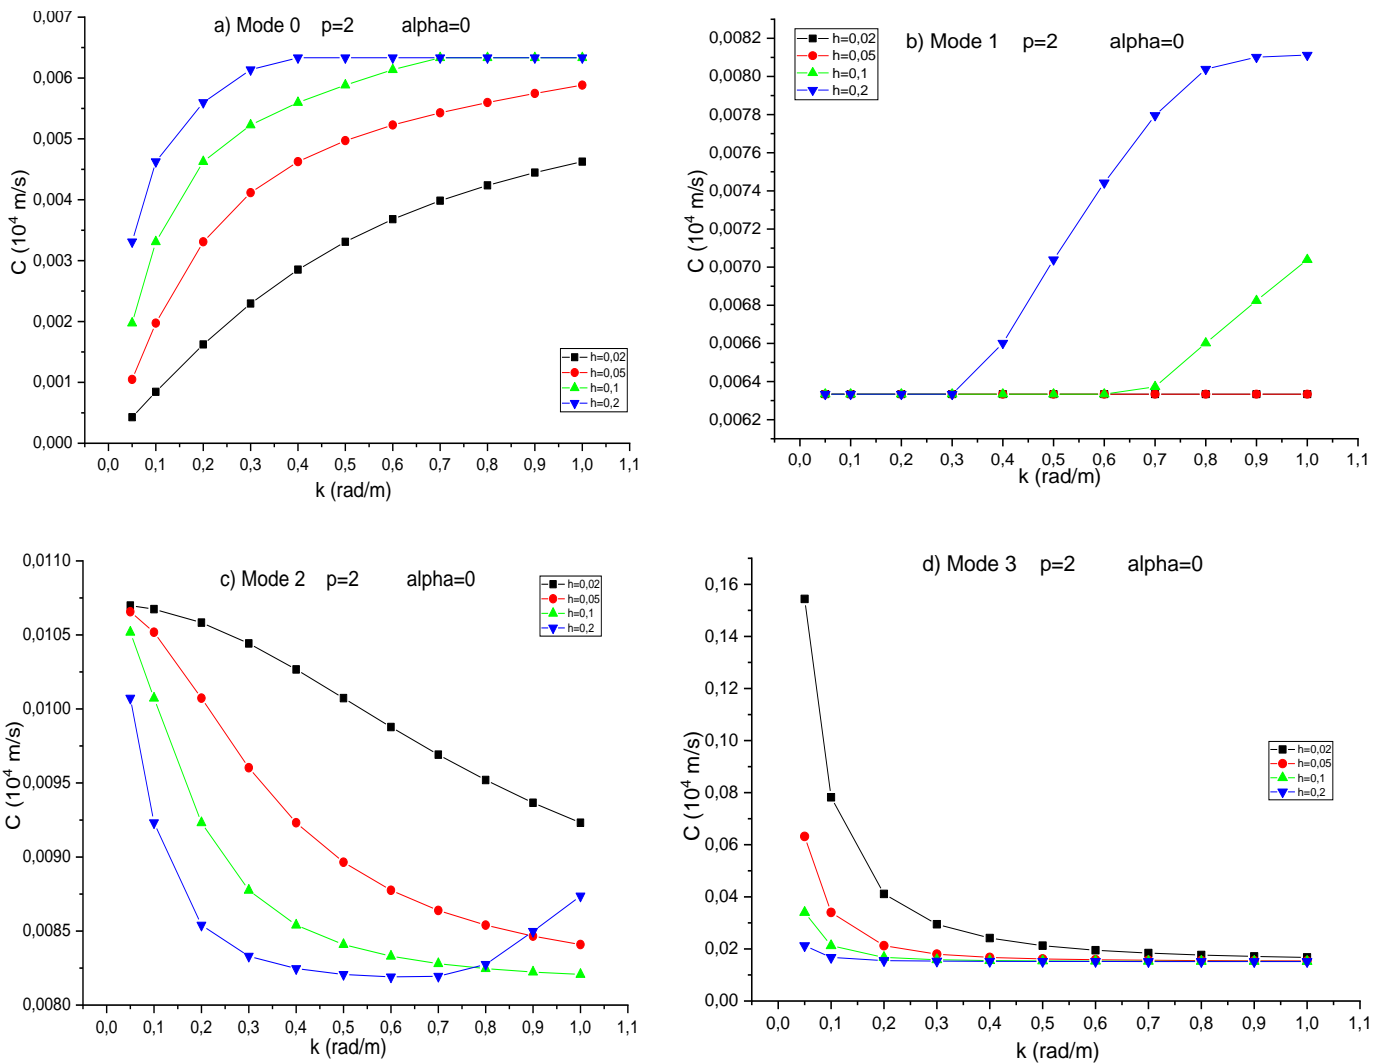 a) Mode 0 p=2 alpha=0
0,007
0,006
0,005
0,004
0,003
0,002
0,001
0,000
C (10⁴ m/s)
h=0,02
h=0,05
h=0,1
h=0,2
0,0 0,1 0,2 0,3 0,4 0,5 0,6 0,7 0,8 0,9 1,0 1,1
k (rad/m)
b) Mode 1 p=2 alpha=0
h=0,02
h=0,05
h=0,1
h=0,2
0,0082
0,0080
0,0078
0,0076
0,0074
0,0072
0,0070
0,0068
0,0066
0,0064
0,0062
C (10⁴ m/s)
0,0 0,1 0,2 0,3 0,4 0,5 0,6 0,7 0,8 0,9 1,0 1,1
k (rad/m)
c) Mode 2 p=2 alpha=0
h=0,02
h=0,05
h=0,1
h=0,2
0,0110
0,0105
0,0100
0,0095
0,0090
0,0085
0,0080
C (10⁴ m/s)
0,0 0,1 0,2 0,3 0,4 0,5 0,6 0,7 0,8 0,9 1,0 1,1
k (rad/m)
d) Mode 3 p=2 alpha=0
0,16
0,14
0,12
0,10
0,08
0,06
0,04
0,02
0,00
C (10⁴ m/s)
h=0,02
h=0,05
h=0,1
h=0,2
0,0 0,1 0,2 0,3 0,4 0,5 0,6 0,7 0,8 0,9 1,0 1,1
k (rad/m)